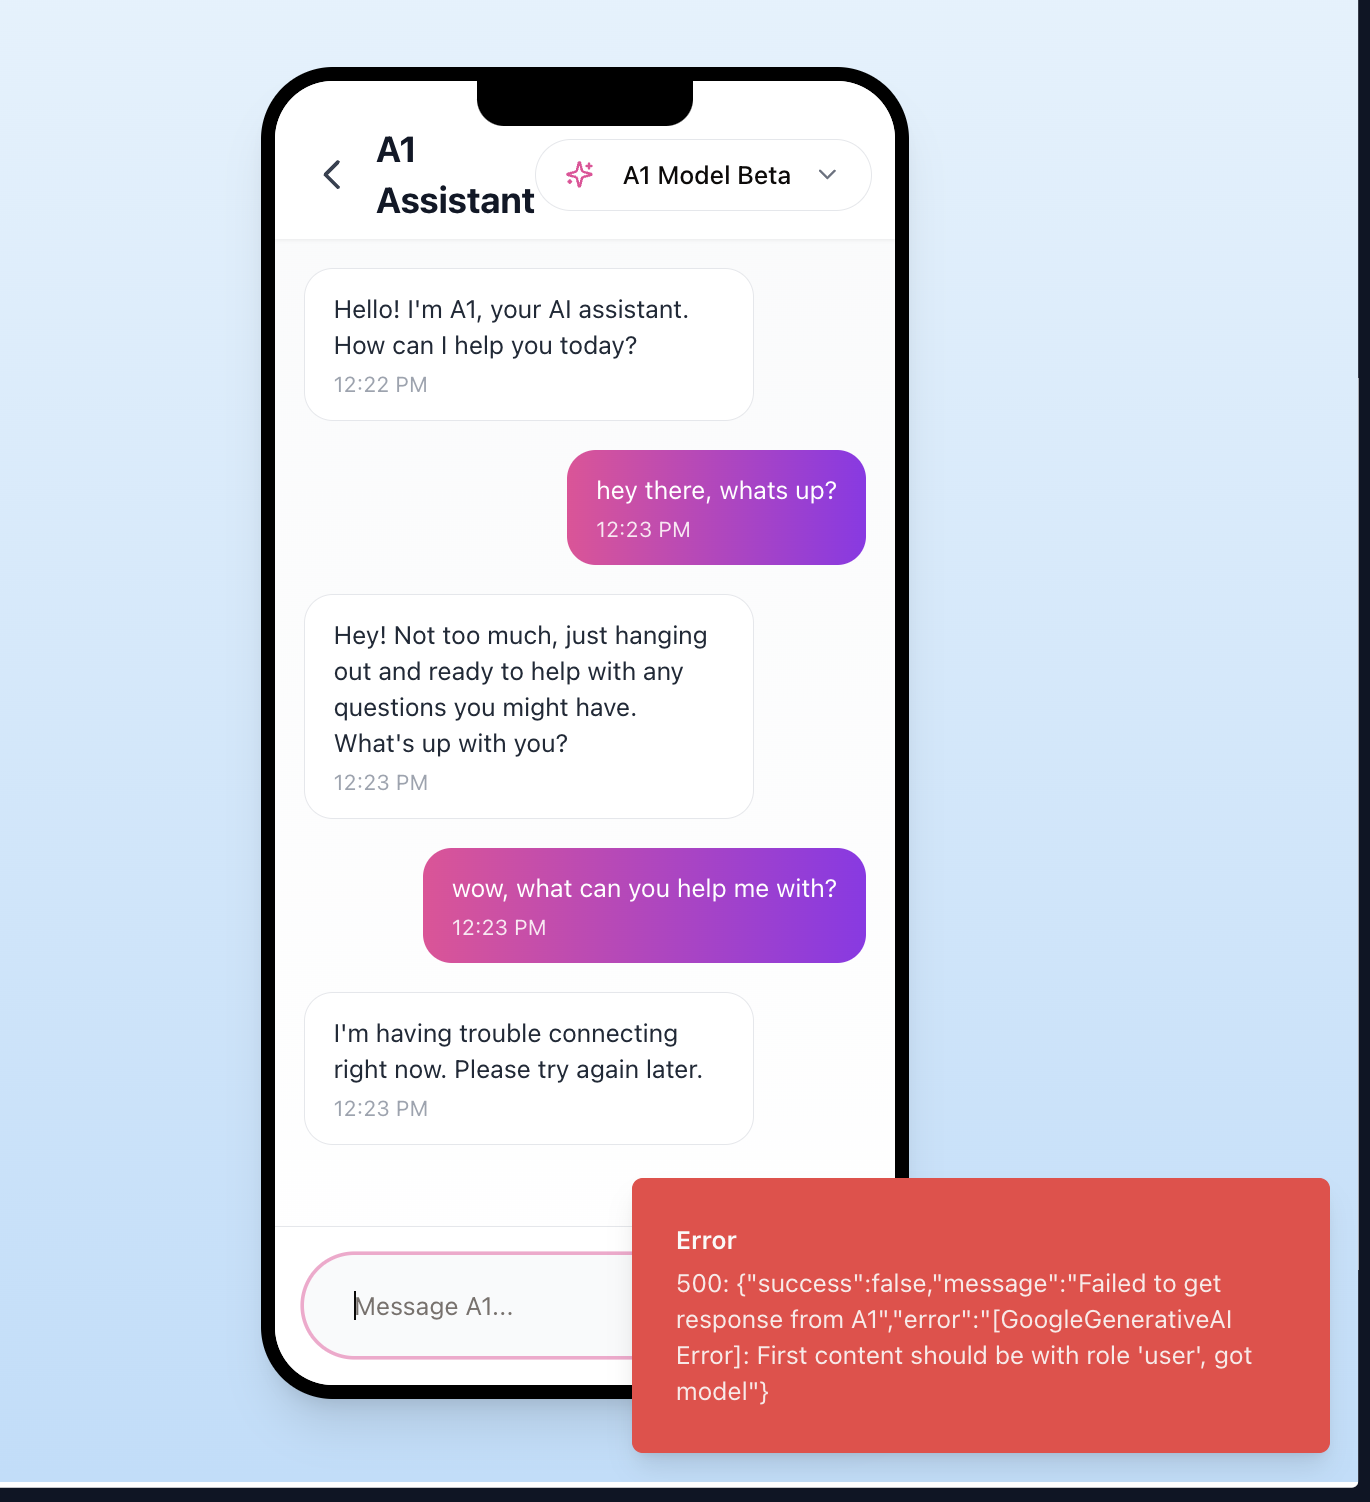 A1
Assistant
A1 Model Beta
Hello! I'm A1, your AI assistant.
How can I help you today?
12:22 PM
hey there, whats up?
12:23 PM
Hey! Not too much, just hanging
out and ready to help with any
questions you might have.
What's up with you?
12:23 PM
wow, what can you help me with?
12:23 PM
I'm having trouble connecting
right now. Please try again later.
12:23 PM
Message A1...
Error
500: {"success":false,"message":"Failed to get
response from A1","error":"[GoogleGenerativeAI
Error]: First content should be with role 'user', got
model"}